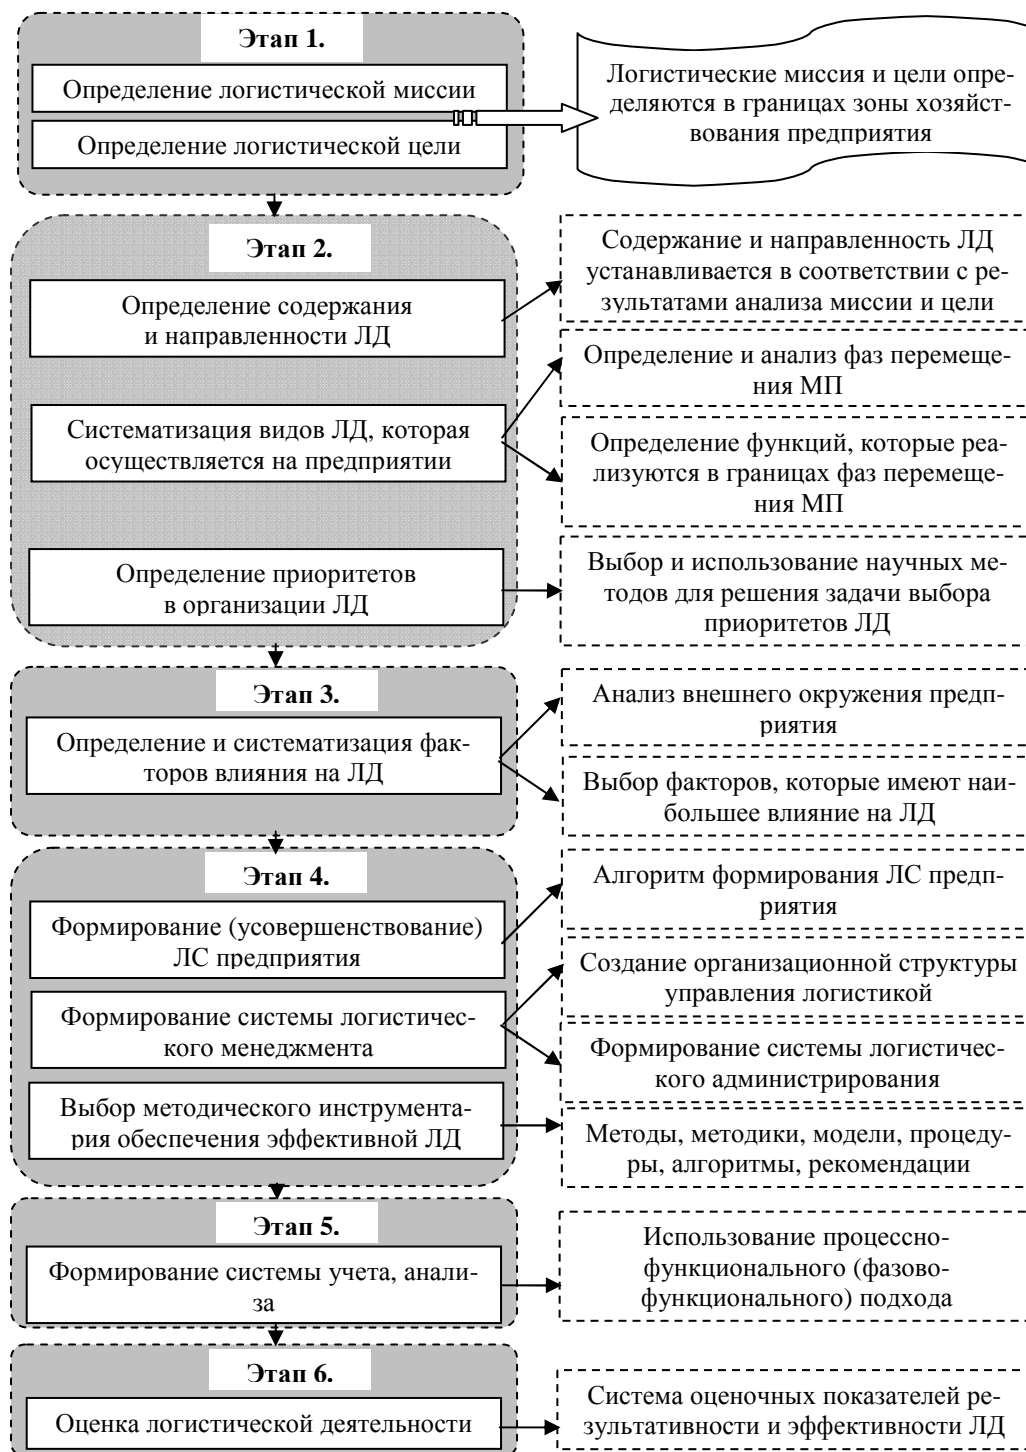 Этап 1.
Определение логистической миссии
Определение логистической цели
Логистические миссия и цели опре-
деляются в границах зоны хозяйст-
вования предприятия
Этап 2.
Определение содержания
и направленности ЛД
Содержание и направленность ЛД
устанавливается в соответствии с ре-
зультатами анализа миссии и цели
Систематизация видов ЛД, которая
осуществляется на предприятии
Определение и анализ фаз перемеще-
ния МП
Определение функций, которые реа-
лизуются в границах фаз перемеще-
ния МП
Определение приоритетов
в организации ЛД
Выбор и использование научных ме-
тодов для решения задачи выбора
приоритетов ЛД
Этап 3.
Определение и систематизация фак-
торов влияния на ЛД
Анализ внешнего окружения предп-
риятия
Выбор факторов, которые имеют наи-
большее влияние на ЛД
Этап 4.
Формирование (усовершенствование)
ЛС предприятия
Алгоритм формирования ЛС предп-
риятия
Формирование системы логистичес-
кого менеджмента
Создание организационной структуры
управления логистикой
Формирование системы логистичес-
кого администрирования
Выбор методического инструмента-
рия обеспечения эффективной ЛД
Методы, методики, модели, процеду-
ры, алгоритмы, рекомендации
Этап 5.
Формирование системы учета, анали-
за
Использование процессно-
функционального (фазово-
функционального) подхода
Этап 6.
Оценка логистической деятельности
Система оценочных показателей ре-
зультативности и эффективности ЛД